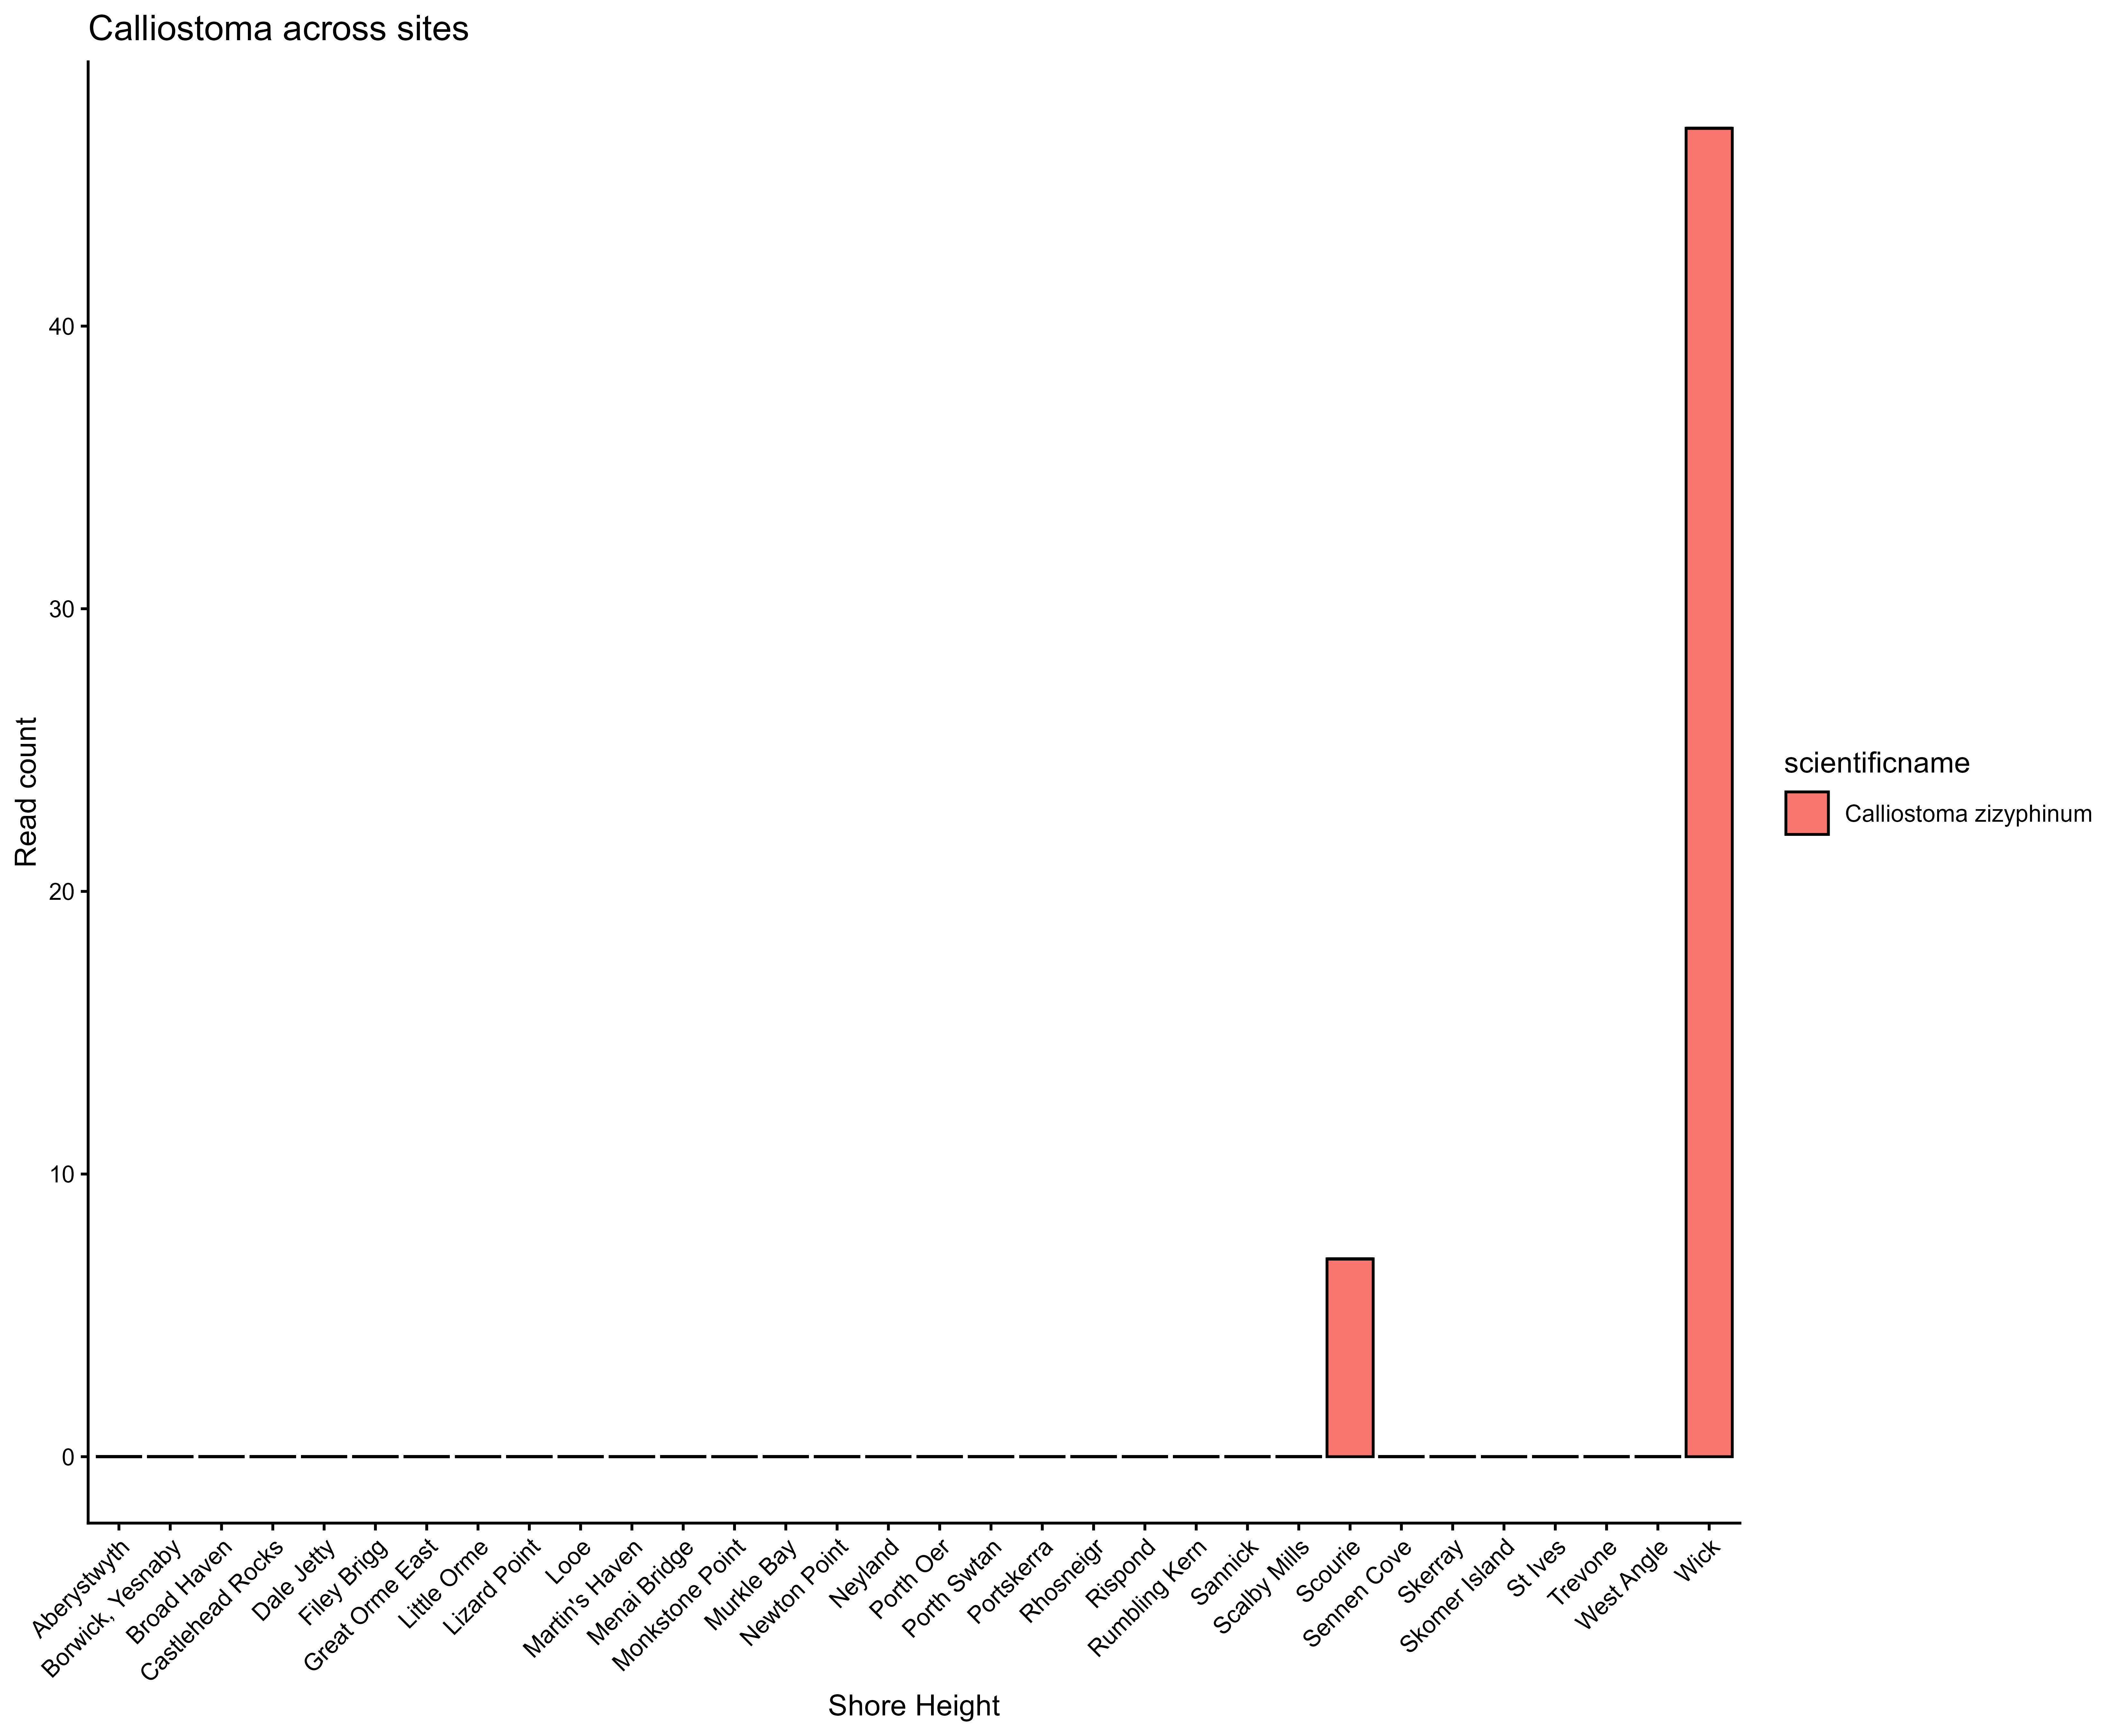 Calliostoma across sites
Read count
40
30
20
10
0
Aberystwyth
Borwick, Yesnaby
Broad Haven
Castlehead Rocks
Dale Jetty
Filey Brigg
Great Orme East
Little Orme
Lizard Point
Looe
Martin's Haven
Menai Bridge
Monkstone Point
Murkle Bay
Newton Point
Neyland
Porth Oer
Porth Swtan
Portskerra
Rhosneigr
Rispond
Rumbling Kern
Sannick
Scalby Mills
Scourie
Sennen Cove
Skerray
Skomer Island
St Ives
Trevone
West Angle
Wick
Shore Height
scientificname
Calliostoma zizyphinum